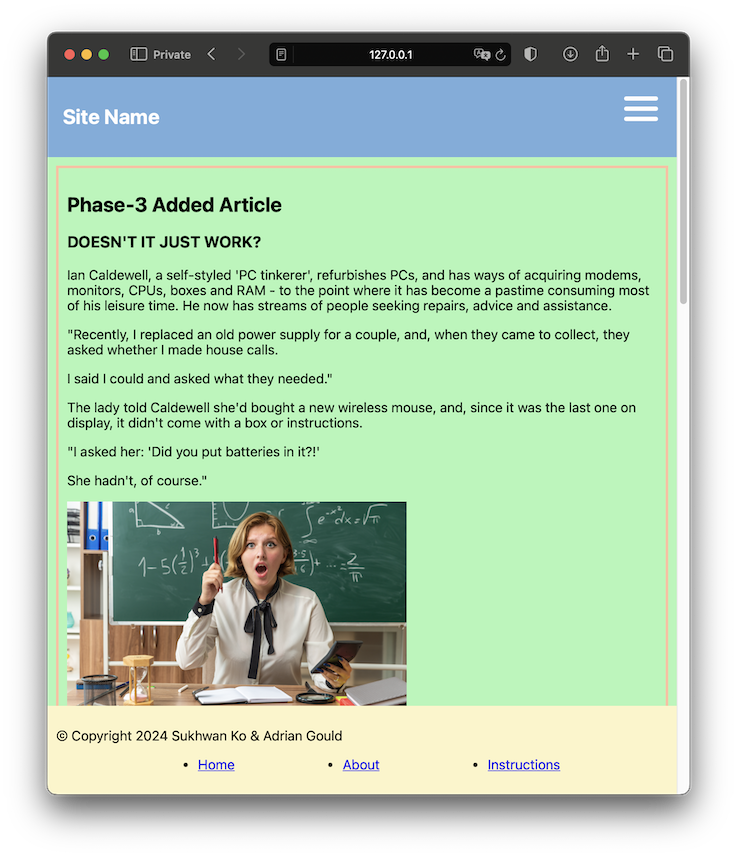 Private
127.0.0.1
Site Name
Phase-3 Added Article
DOESN'T IT JUST WORK?
Ian Caldewell, a self-styled 'PC tinkerer', refurbishes PCs, and has ways of acquiring modems,
monitors, CPUs, boxes and RAM - to the point where it has become a pastime consuming most
of his leisure time. He now has streams of people seeking repairs, advice and assistance.
"Recently, I replaced an old power supply for a couple, and, when they came to collect, they
asked whether I made house calls.
I said I could and asked what they needed."
The lady told Caldewell she'd bought a new wireless mouse, and, since it was the last one on
display, it didn't come with a box or instructions.
"I asked her: 'Did you put batteries in it?!'
She hadn't, of course."
a
b
c
∫ e^-x² dx = √π
-∞
1-5(1/2)³+
+ ... = 2/π
© Copyright 2024 Sukhwan Ko & Adrian Gould
• Home
• About
• Instructions